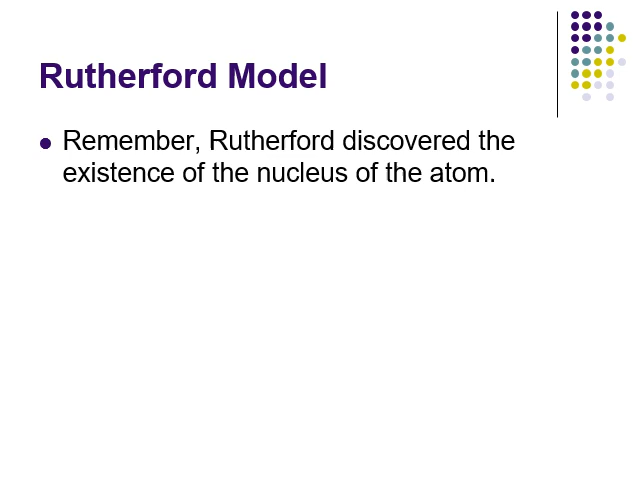 Rutherford Model
Remember, Rutherford discovered the
existence of the nucleus of the atom.